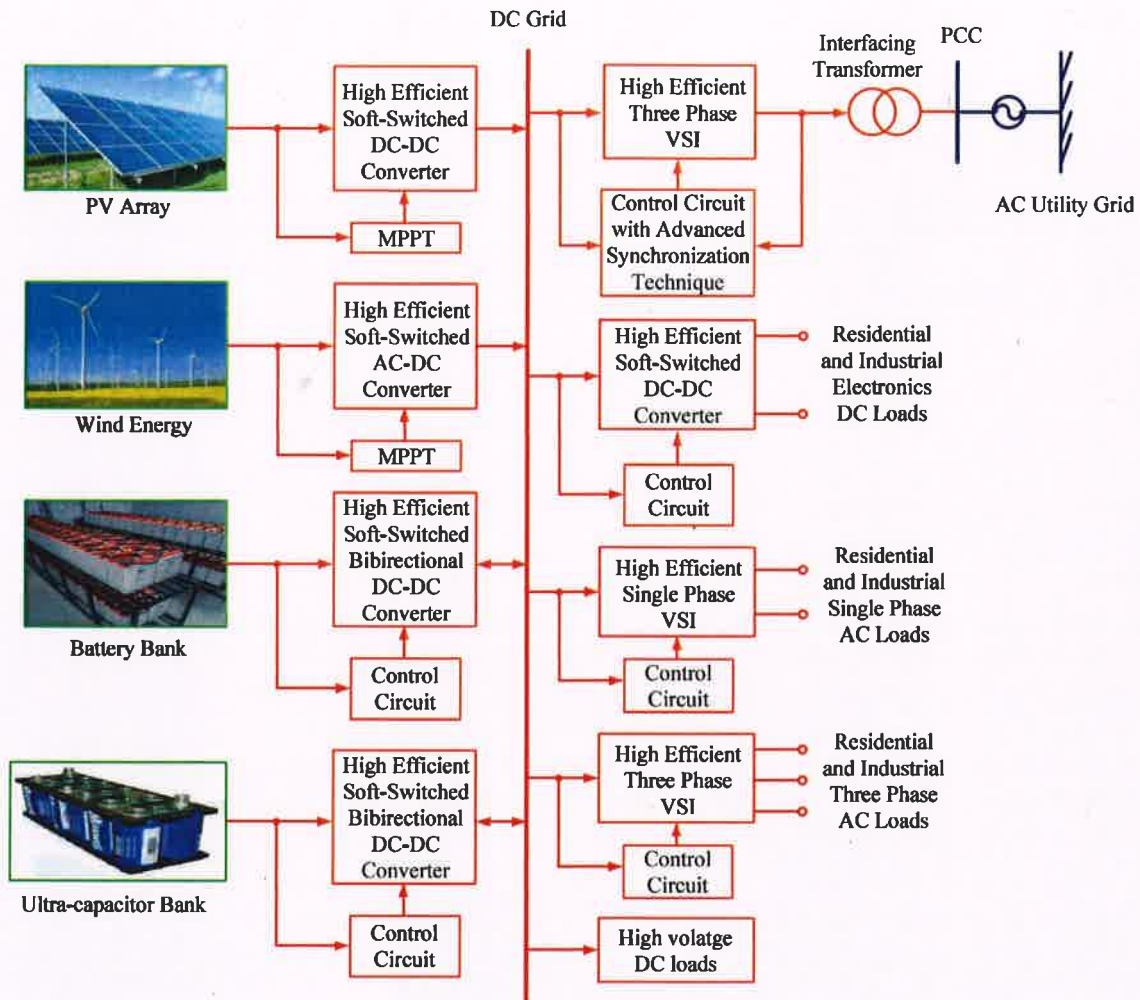 DC Grid
PV Array
High Efficient
Soft-Switched
DC-DC
Converter
MPPT
High Efficient
Three Phase
VSI
Control Circuit
with Advanced
Synchronization
Technique
Interfacing
Transformer
PCC
AC Utility Grid
Wind Energy
High Efficient
Soft-Switched
AC-DC
Converter
MPPT
High Efficient
Soft-Switched
DC-DC
Converter
Control
Circuit
Residential
and Industrial
Electronics
DC Loads
Battery Bank
High Efficient
Soft-Switched
Bibirectional
DC-DC
Converter
Control
Circuit
High Efficient
Single Phase
VSI
Control
Circuit
Residential
and Industrial
Single Phase
AC Loads
Ultra-capacitor Bank
High Efficient
Soft-Switched
Bibirectional
DC-DC
Converter
Control
Circuit
High Efficient
Three Phase
VSI
Control
Circuit
Residential
and Industrial
Three Phase
AC Loads
High volatge
DC loads